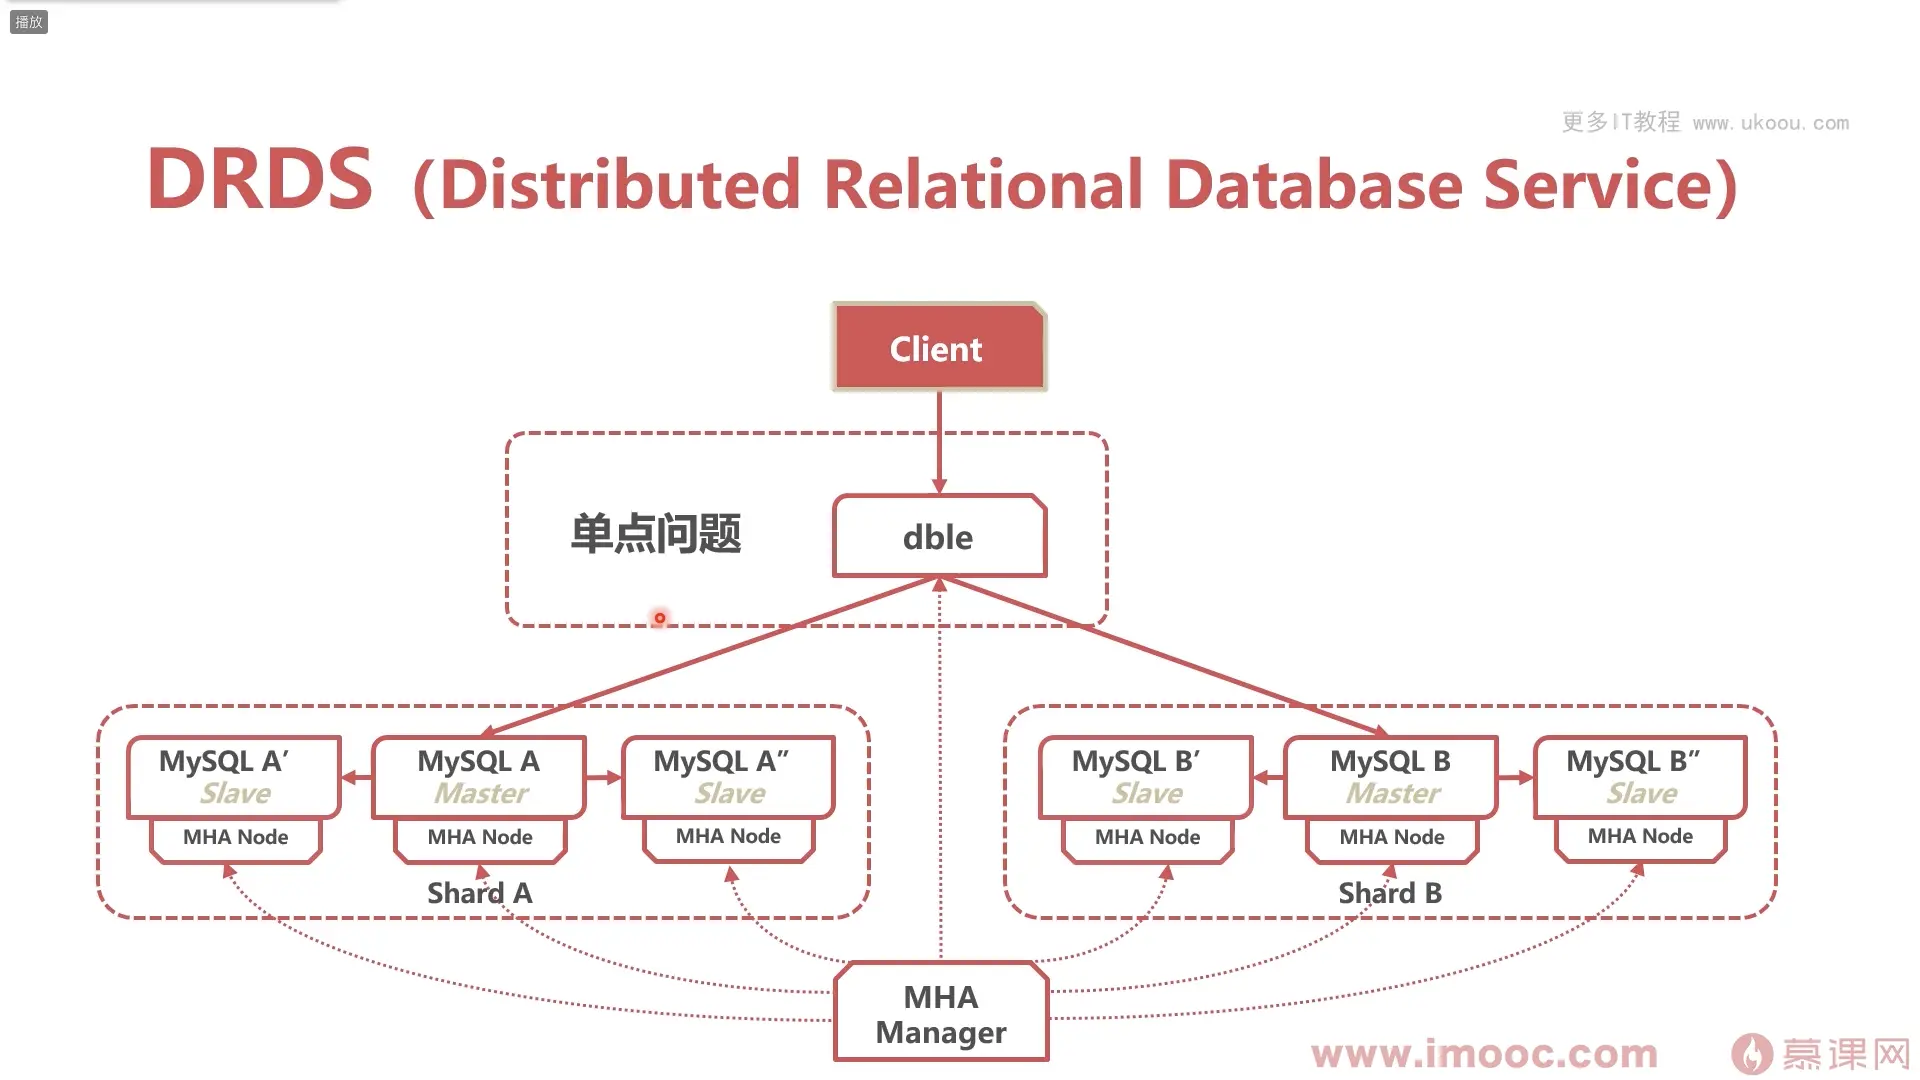 播放
更多IT教程 www.ukoou.com
DRDS（Distributed Relational Database Service）
Client
单点问题
dble
MySQL A’
Slave
MHA Node
MySQL A
Master
MHA Node
MySQL A”
Slave
MHA Node
Shard A
MySQL B’
Slave
MHA Node
MySQL B
Master
MHA Node
MySQL B”
Slave
MHA Node
Shard B
MHA
Manager
www.imooc.com
慕课网